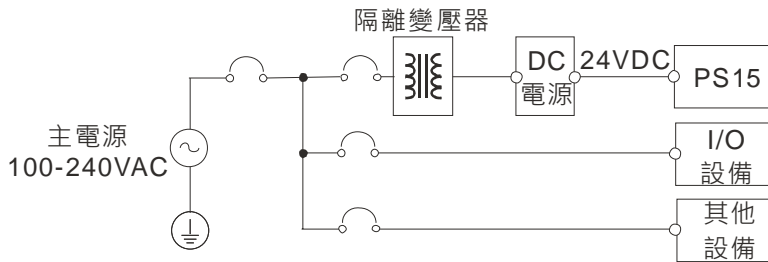 隔離變壓器
DC
電源
24VDC
PS15
主電源
100-240VAC
I/O
設備
其他
設備